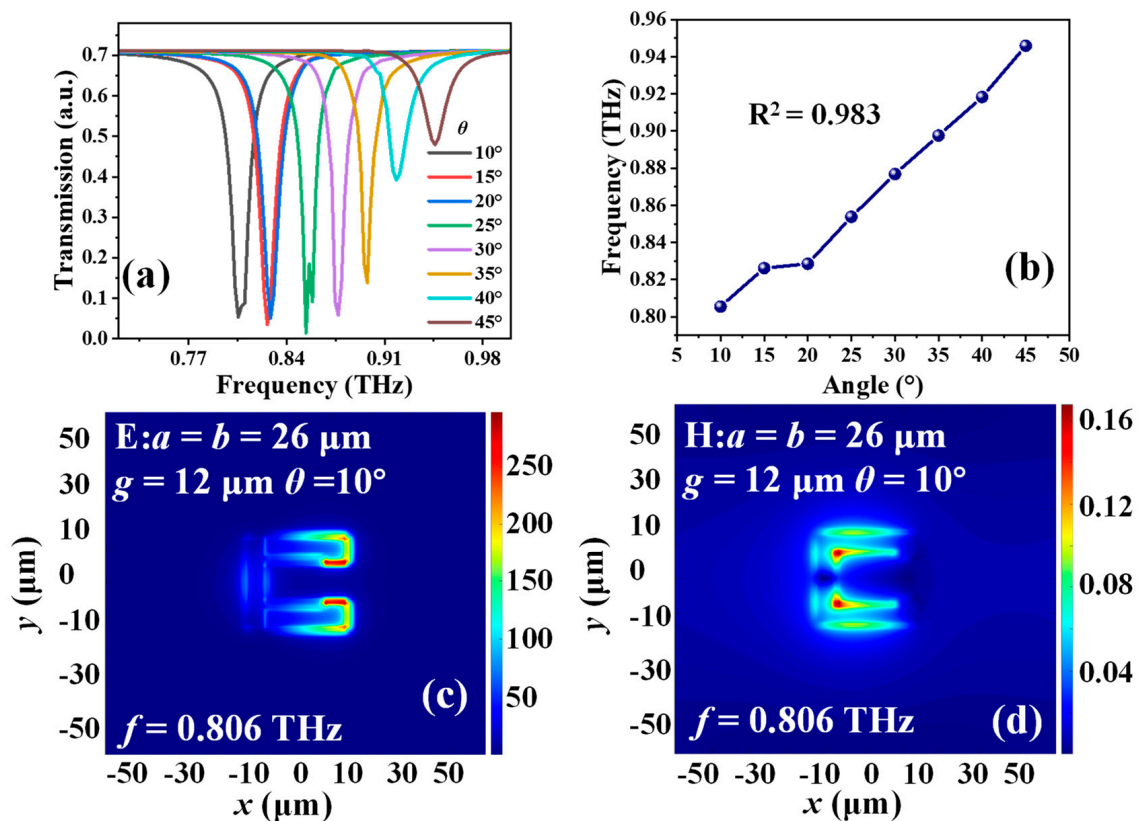 0.7
0.6
0.5
0.4
0.3
0.2
0.1
0.0
Transmission (a.u.)
θ
10°
15°
20°
25°
30°
35°
40°
45°
(a)
0.77 0.84 0.91 0.98
Frequency (THz)
0.96
0.94
0.92
0.90
0.88
0.86
0.84
0.82
0.80
Frequency (THz)
R² = 0.983
(b)
5 10 15 20 25 30 35 40 45 50
Angle (°)
E:a = b = 26 μm
g = 12 μm θ =10°
f = 0.806 THz
(c)
50
30
10
0
-10
-30
-50
y (μm)
-50 -30 -10 0 10 30 50
x (μm)
250
200
150
100
50
H:a = b = 26 μm
g = 12 μm θ = 10°
f = 0.806 THz
(d)
50
30
10
0
-10
-30
-50
y (μm)
-50 -30 -10 0 10 30 50
x (μm)
0.16
0.12
0.08
0.04